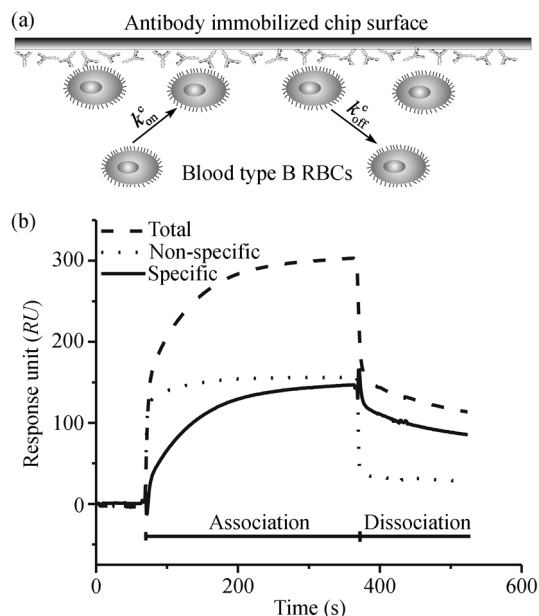 (a) Antibody immobilized chip surface
k^c_on
k^c_off
Blood type B RBCs
(b)
Total
Non-specific
Specific
Response unit (RU)
300
200
100
0
Association
Dissociation
0
200
400
600
Time (s)